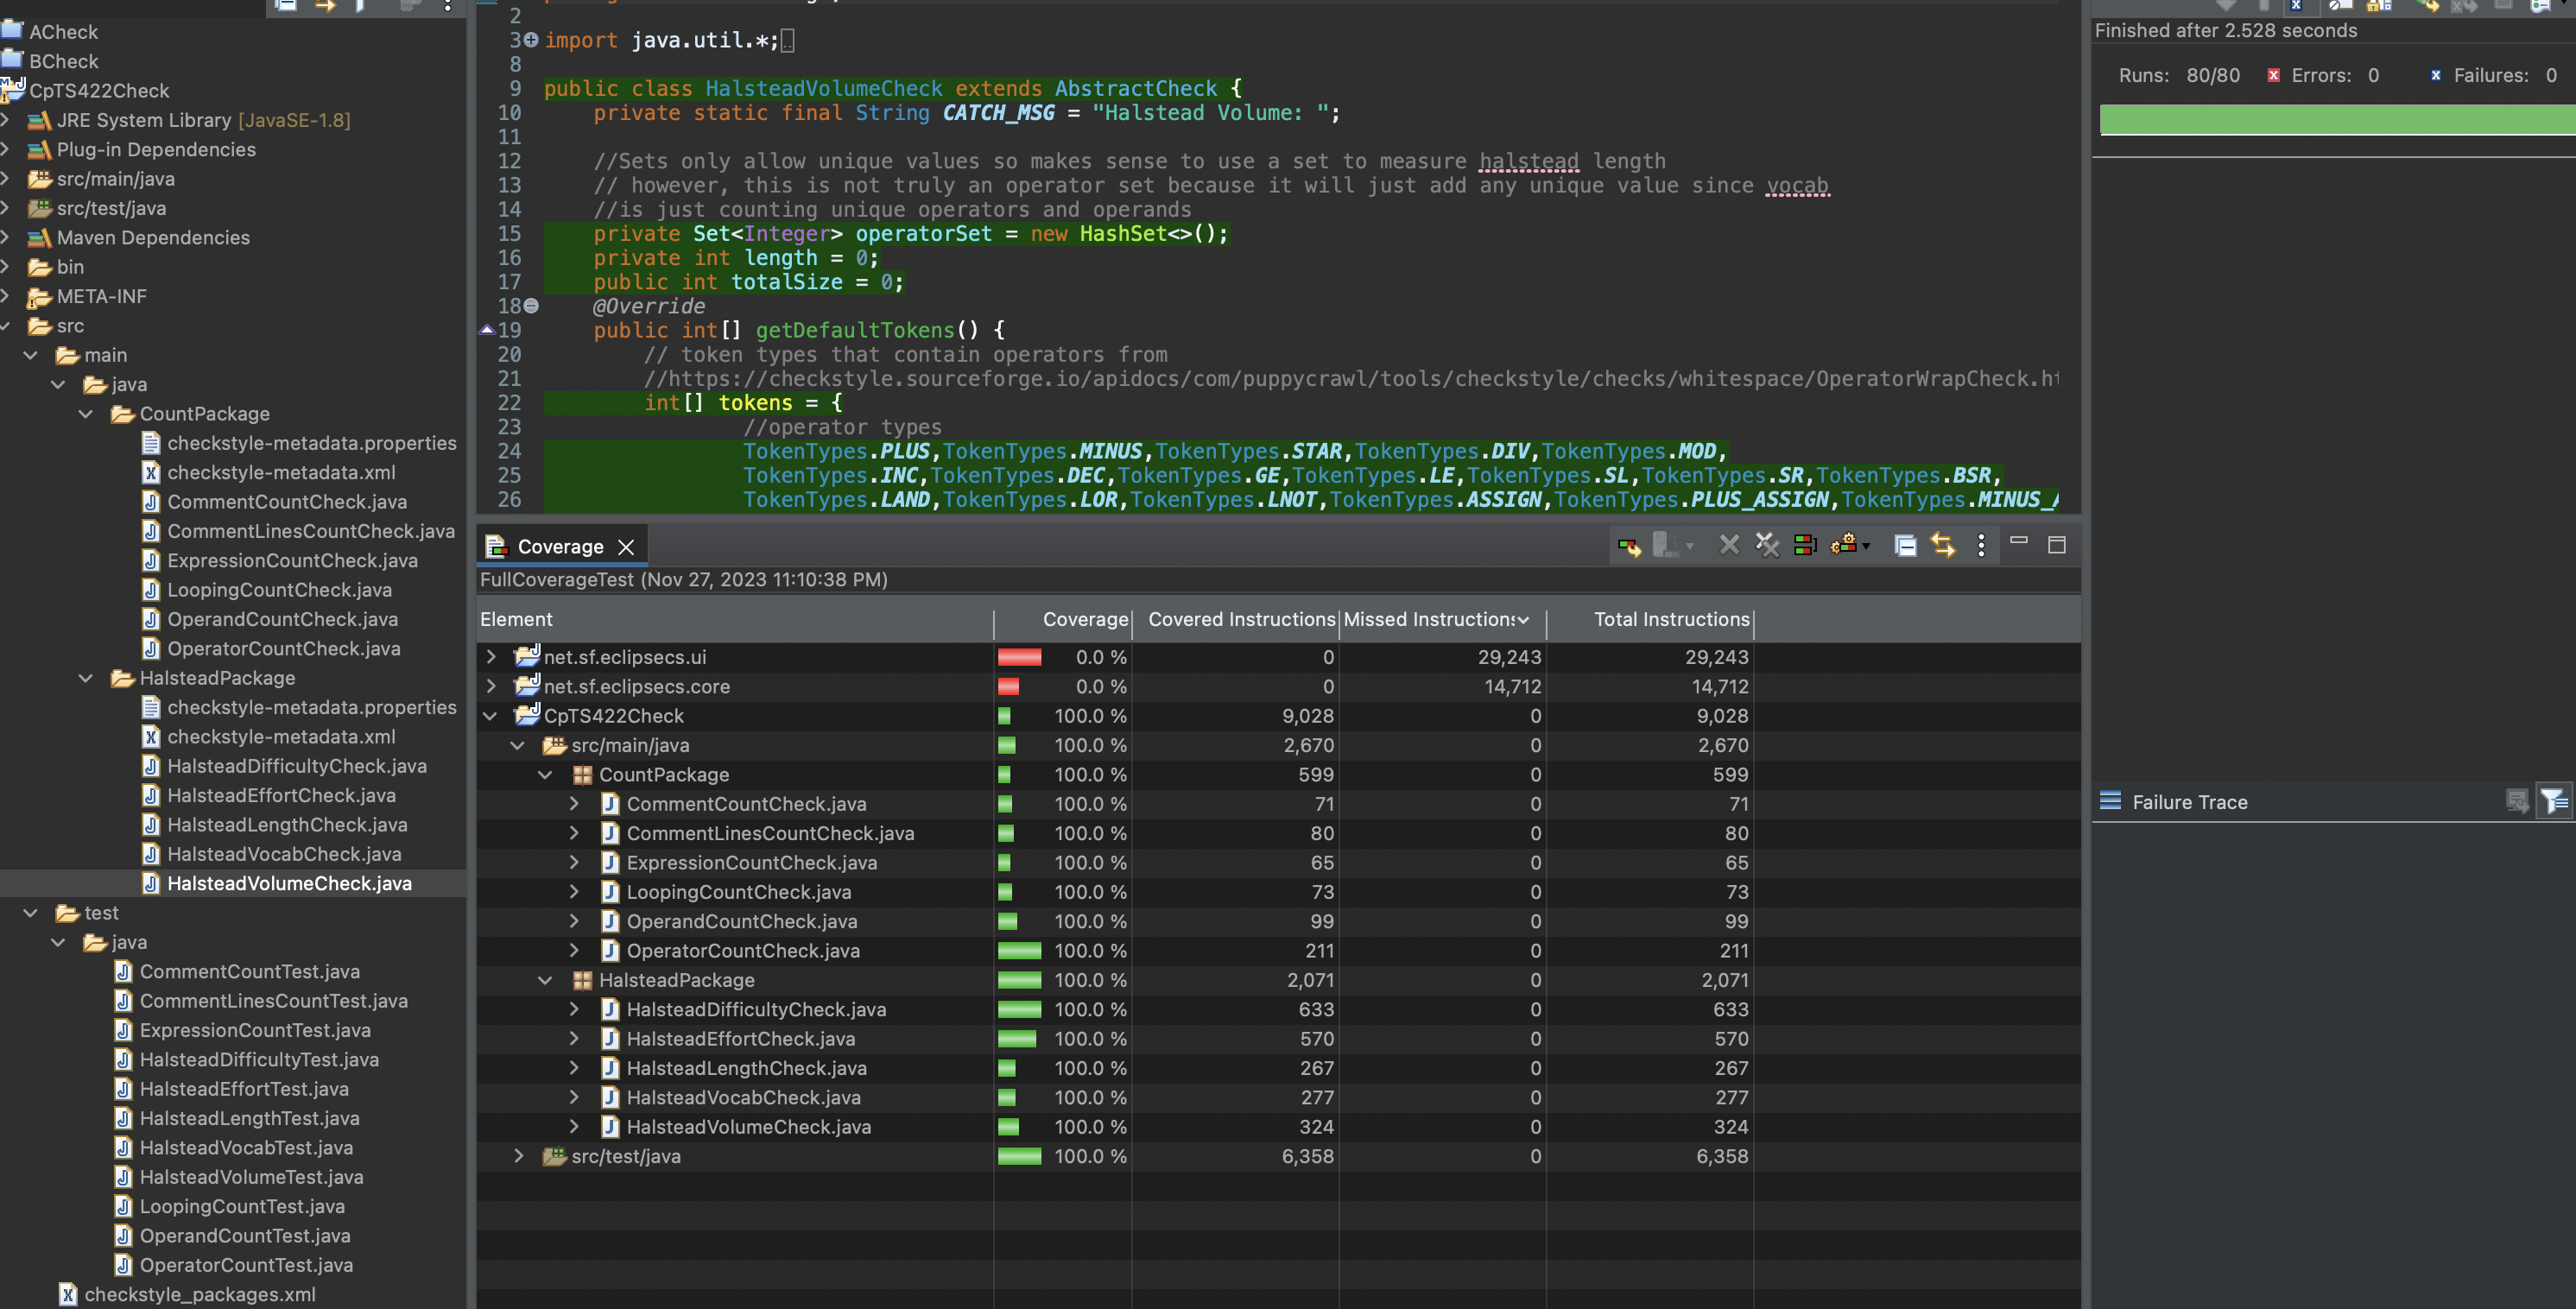 ACheck
BCheck
CpTS422Check
JRE System Library [JavaSE-1.8]
Plug-in Dependencies
src/main/java
src/test/java
Maven Dependencies
bin
META-INF
src
main
java
CountPackage
checkstyle-metadata.properties
checkstyle-metadata.xml
CommentCountCheck.java
CommentLinesCountCheck.java
ExpressionCountCheck.java
LoopingCountCheck.java
OperandCountCheck.java
OperatorCountCheck.java
HalsteadPackage
checkstyle-metadata.properties
checkstyle-metadata.xml
HalsteadDifficultyCheck.java
HalsteadEffortCheck.java
HalsteadLengthCheck.java
HalsteadVocabCheck.java
HalsteadVolumeCheck.java
test
java
CommentCountTest.java
CommentLinesCountTest.java
ExpressionCountTest.java
HalsteadDifficultyTest.java
HalsteadEffortTest.java
HalsteadLengthTest.java
HalsteadVocabTest.java
HalsteadVolumeTest.java
LoopingCountTest.java
OperandCountTest.java
OperatorCountTest.java
checkstyle_packages.xml
2
3 import java.util.*;
8
9 public class HalsteadVolumeCheck extends AbstractCheck {
10 private static final String CATCH_MSG = "Halstead Volume: ";
11
12 //Sets only allow unique values so makes sense to use a set to measure halstead length
13 // however, this is not truly an operator set because it will just add any unique value since vocab
14 //is just counting unique operators and operands
15 private Set<Integer> operatorSet = new HashSet<>();
16 private int length = 0;
17 public int totalSize = 0;
18 @Override
19 public int[] getDefaultTokens() {
20 // token types that contain operators from
21 //https://checkstyle.sourceforge.io/apidocs/com/puppycrawl/tools/checkstyle/checks/whitespace/OperatorWrapCheck.ht
22 int[] tokens = {
23 //operator types
24 TokenTypes.PLUS,TokenTypes.MINUS,TokenTypes.STAR,TokenTypes.DIV,TokenTypes.MOD,
25 TokenTypes.INC,TokenTypes.DEC,TokenTypes.GE,TokenTypes.LE,TokenTypes.SL,TokenTypes.SR,TokenTypes.BSR,
26 TokenTypes.LAND,TokenTypes.LOR,TokenTypes.LNOT,TokenTypes.ASSIGN,TokenTypes.PLUS_ASSIGN,TokenTypes.MINUS_A
Coverage
FullCoverageTest (Nov 27, 2023 11:10:38 PM)
Element Coverage Covered Instructions Missed Instructions Total Instructions
net.sf.eclipsecs.ui 0.0 % 0 29,243 29,243
net.sf.eclipsecs.core 0.0 % 0 14,712 14,712
CpTS422Check 100.0 % 9,028 0 9,028
src/main/java 100.0 % 2,670 0 2,670
CountPackage 100.0 % 599 0 599
CommentCountCheck.java 100.0 % 71 0 71
CommentLinesCountCheck.java 100.0 % 80 0 80
ExpressionCountCheck.java 100.0 % 65 0 65
LoopingCountCheck.java 100.0 % 73 0 73
OperandCountCheck.java 100.0 % 99 0 99
OperatorCountCheck.java 100.0 % 211 0 211
HalsteadPackage 100.0 % 2,071 0 2,071
HalsteadDifficultyCheck.java 100.0 % 633 0 633
HalsteadEffortCheck.java 100.0 % 570 0 570
HalsteadLengthCheck.java 100.0 % 267 0 267
HalsteadVocabCheck.java 100.0 % 277 0 277
HalsteadVolumeCheck.java 100.0 % 324 0 324
src/test/java 100.0 % 6,358 0 6,358
Finished after 2.528 seconds
Runs: 80/80 Errors: 0 Failures: 0
Failure Trace